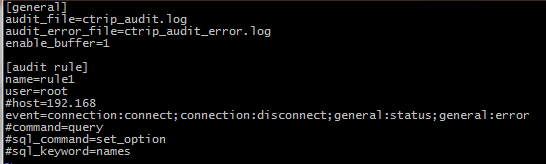 [general]
audit_file=ctrip_audit.log
audit_error_file=ctrip_audit_error.log
enable_buffer=1
[audit rule]
name=rule1
user=root
#host=192.168
event=connection:connect;connection:disconnect;general:status;general:error
#command=query
#sql_command=set_option
#sql_keyword=names